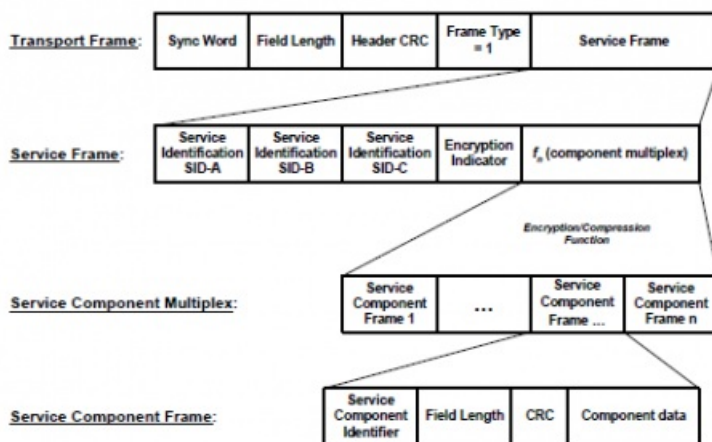 Transport Frame:
Sync Word
Field Length
Header CRC
Frame Type
= 1
Service Frame
Service Frame:
Service
Identification
SID-A
Service
Identification
SID-B
Service
Identification
SID-C
Encryption
Indicator
fn (component multiplex)
Encryption/Compression
Function
Service Component Multiplex:
Service
Component
Frame 1
...
Service
Component
Frame ...
Service
Component
Frame n
Service Component Frame:
Service
Component
Identifier
Field Length
CRC
Component data